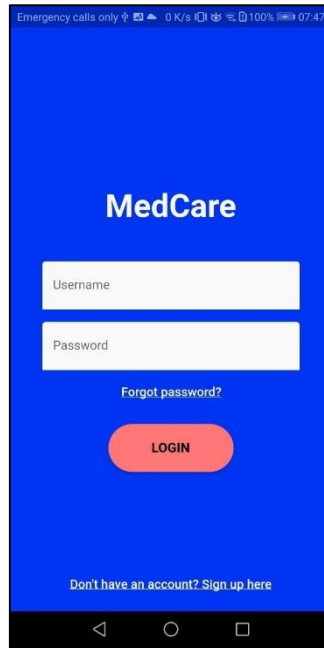 Emergency calls only 0 K/s 100% 07:47
MedCare
Username
Password
Forgot password?
LOGIN
Don't have an account? Sign up here